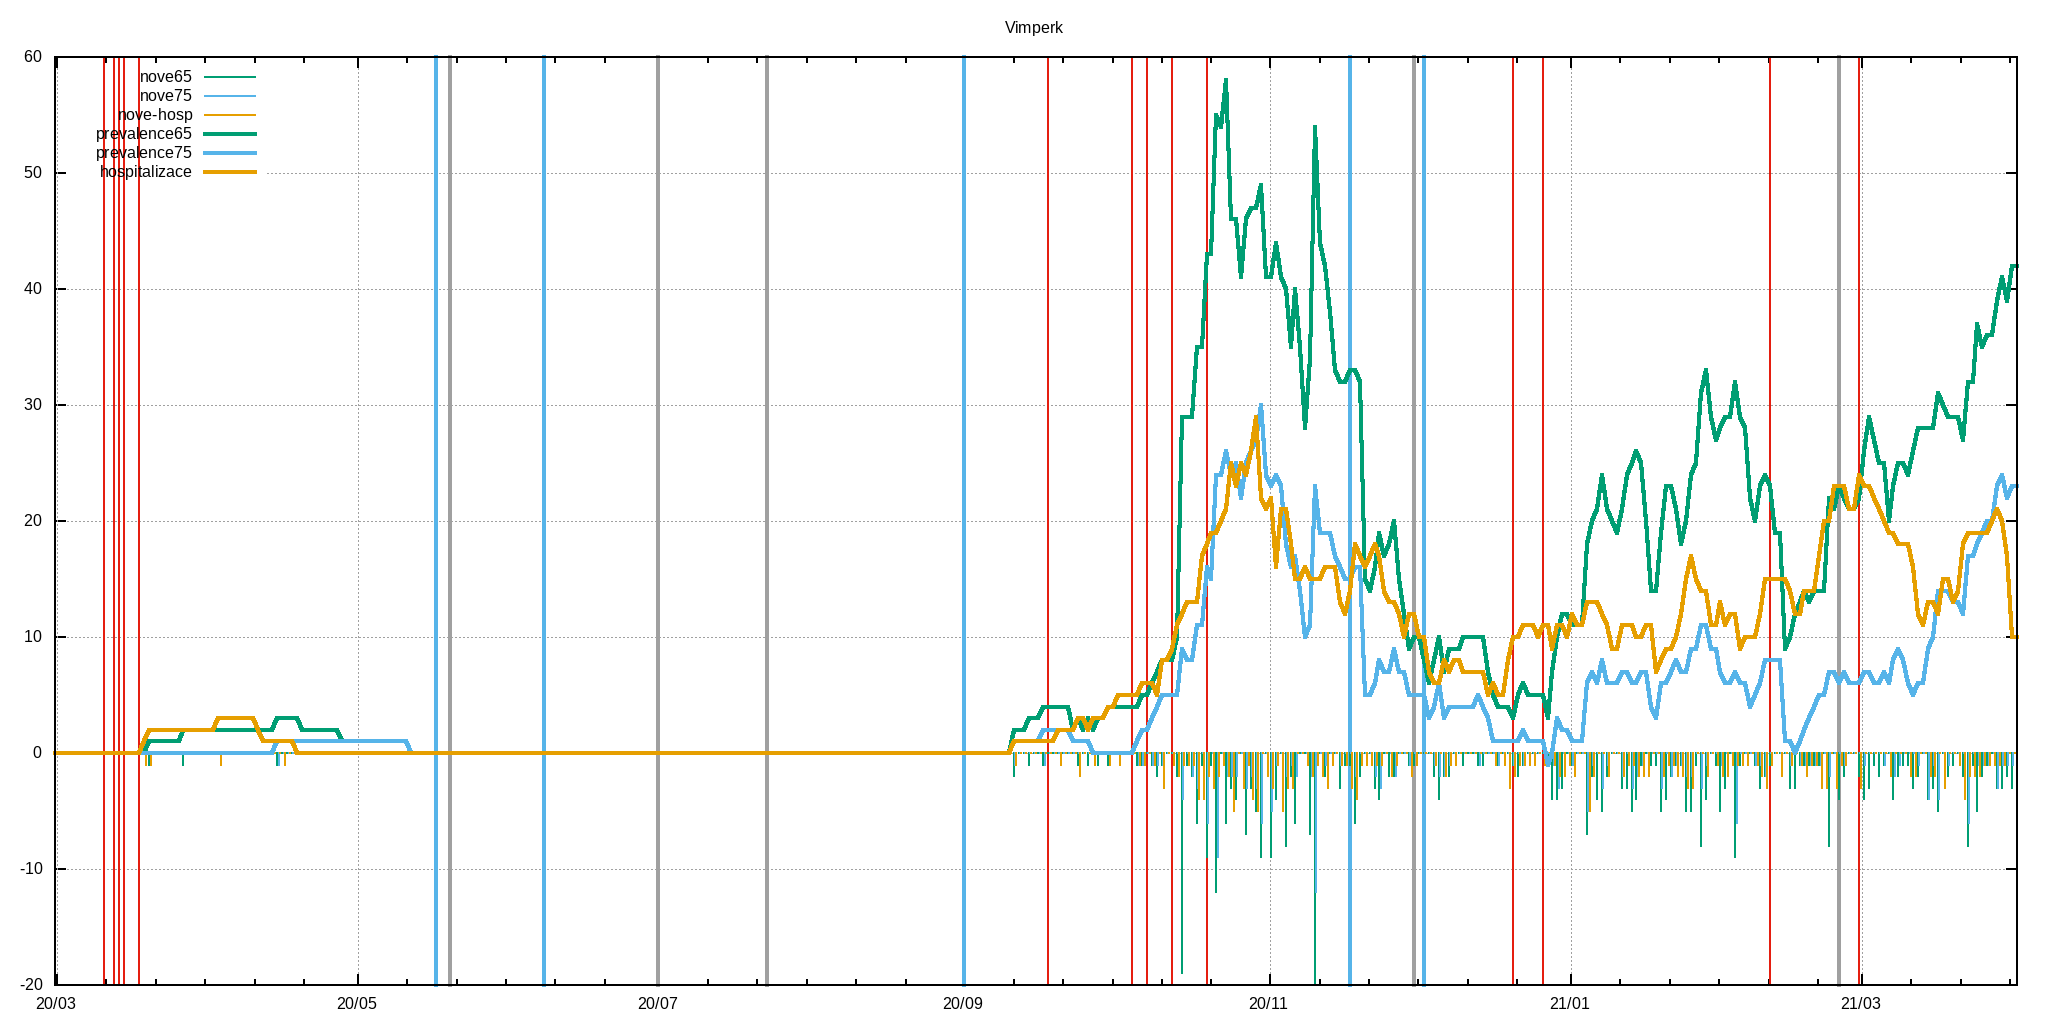 Vimperk
60
nove65
nove75
nove-hosp
prevalence65
prevalence75
hospitalizace
50
40
30
20
10
0
-10
-20
20/03 20/05 20/07 20/09 20/11 21/01 21/03